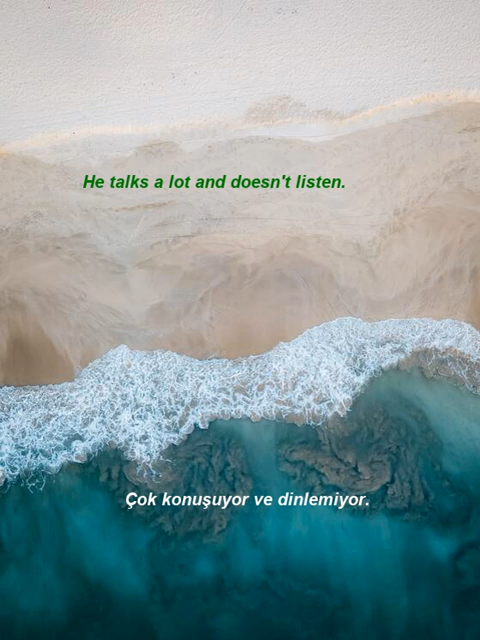 He talks a lot and doesn't listen.
Çok konuşuyor ve dinlemiyor.